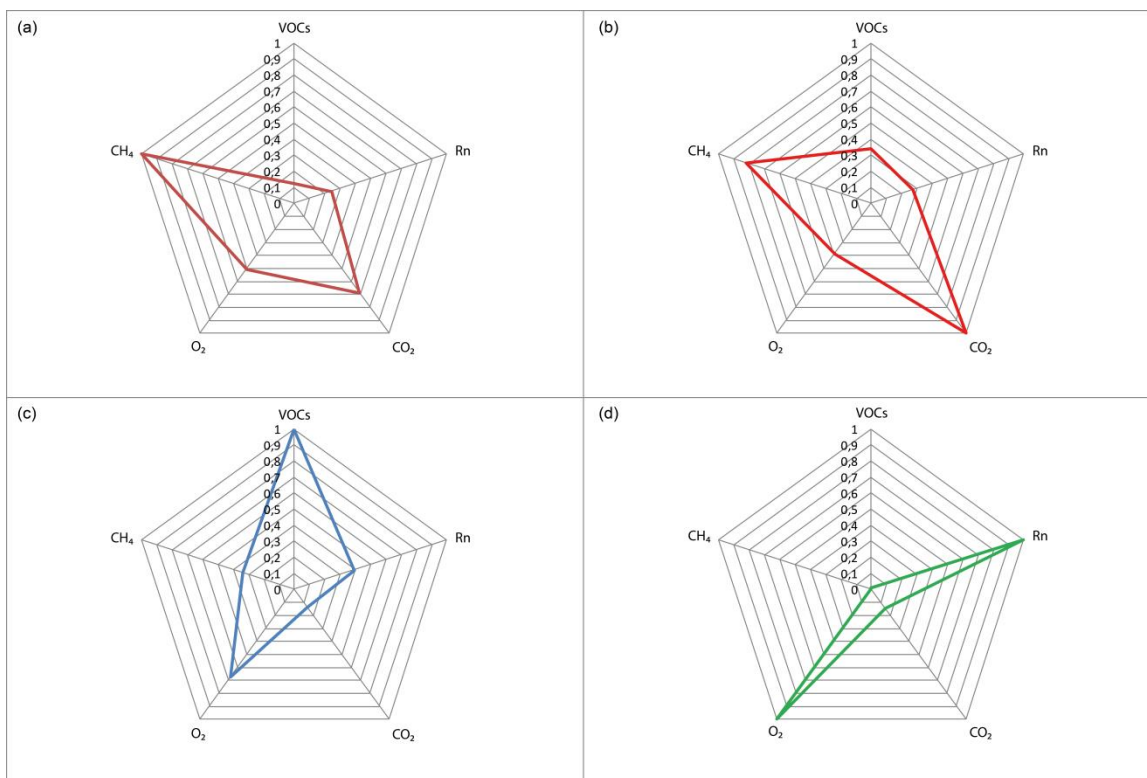 (a)
VOCs
1
0,9
0,8
0,7
0,6
0,5
0,4
0,3
0,2
0,1
0
CH₄
Rn
O₂
CO₂
(b)
VOCs
1
0,9
0,8
0,7
0,6
0,5
0,4
0,3
0,2
0,1
0
CH₄
Rn
O₂
CO₂
(c)
VOCs
1
0,9
0,8
0,7
0,6
0,5
0,4
0,3
0,2
0,1
0
CH₄
Rn
O₂
CO₂
(d)
VOCs
1
0,9
0,8
0,7
0,6
0,5
0,4
0,3
0,2
0,1
0
CH₄
Rn
O₂
CO₂